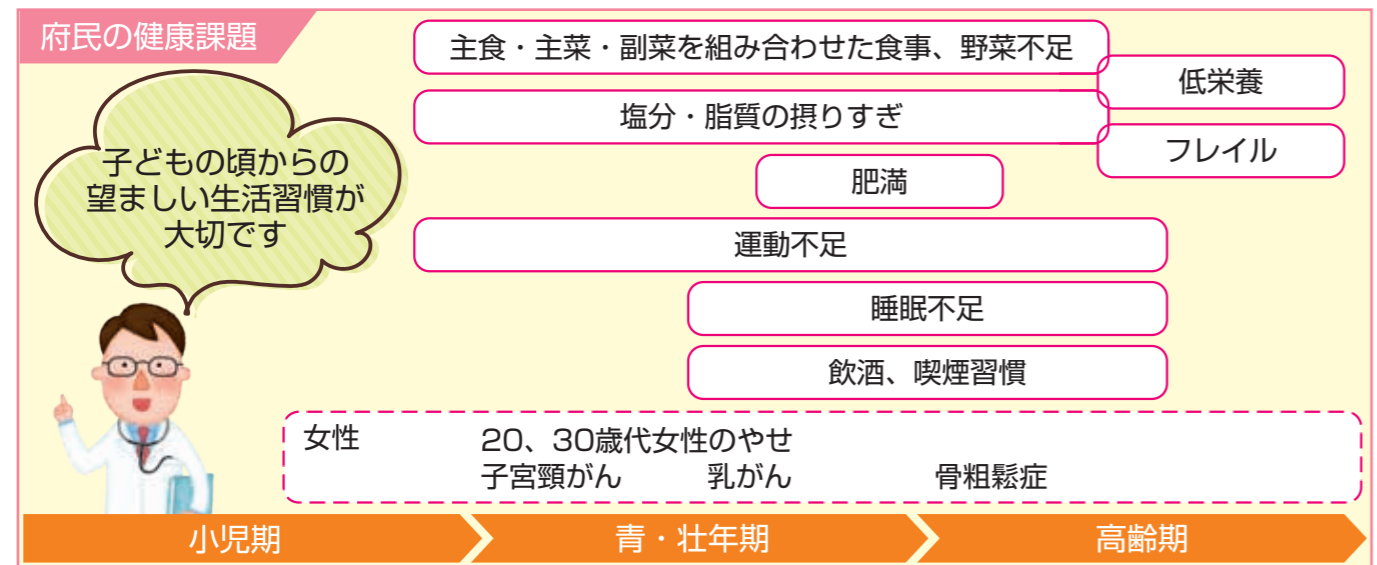 府民の健康課題
主食・主菜・副菜を組み合わせた食事、野菜不足
低栄養
塩分・脂質の摂りすぎ
フレイル
子どもの頃からの
望ましい生活習慣が
大切です
肥満
運動不足
睡眠不足
飲酒、喫煙習慣
女性
20、30歳代女性のやせ
子宮頸がん 乳がん 骨粗鬆症
小児期
青・壮年期
高齢期